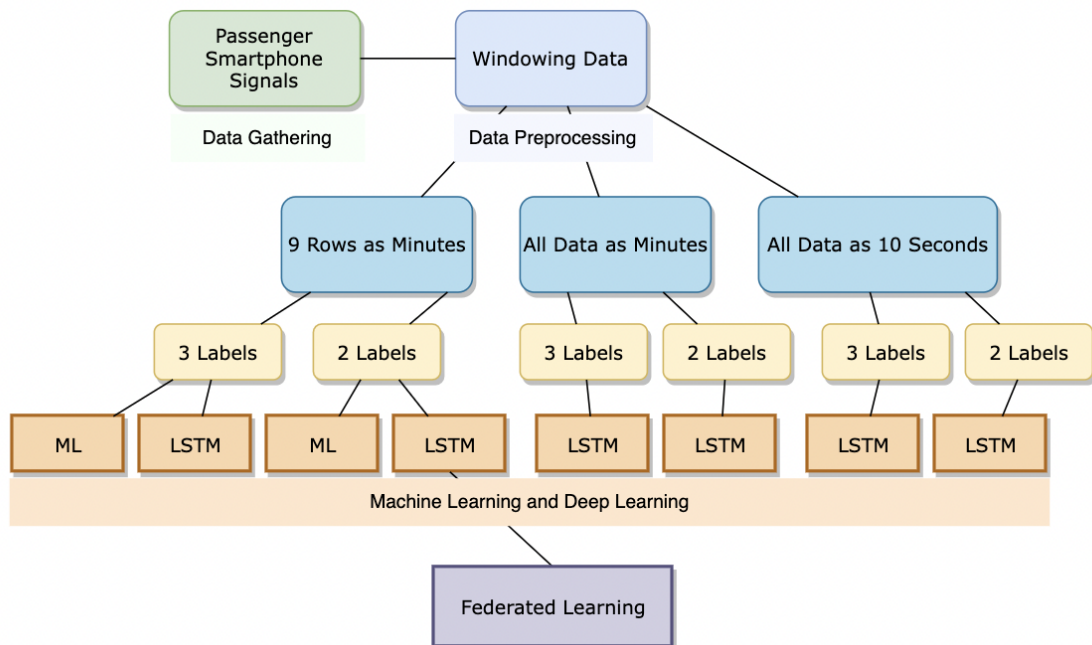 Passenger
Smartphone
Signals
Windowing Data
Data Gathering
Data Preprocessing
9 Rows as Minutes
All Data as Minutes
All Data as 10 Seconds
3 Labels
2 Labels
3 Labels
2 Labels
3 Labels
2 Labels
ML
LSTM
ML
LSTM
LSTM
LSTM
LSTM
LSTM
Machine Learning and Deep Learning
Federated Learning